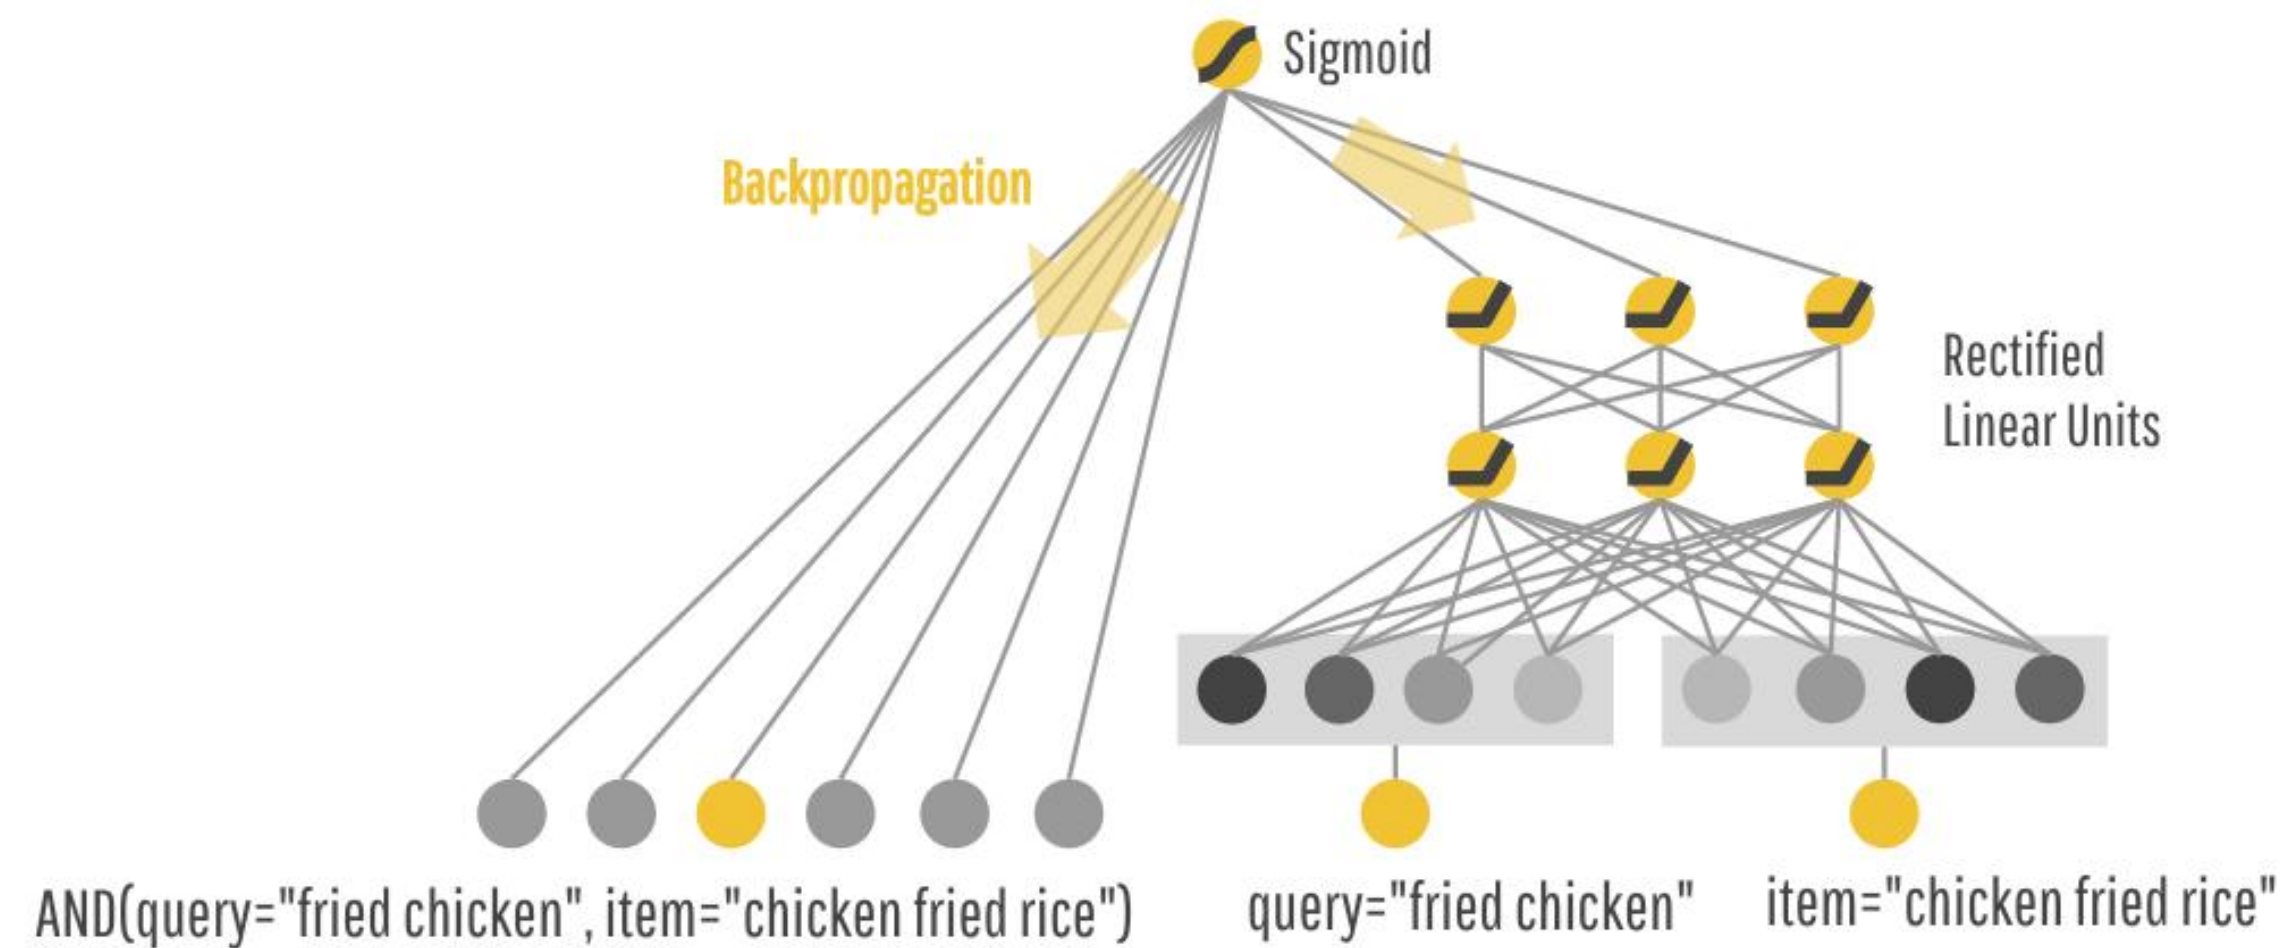 Sigmoid
Backpropagation
Rectified
Linear Units
AND(query="fried chicken", item="chicken fried rice")
query="fried chicken"
item="chicken fried rice"